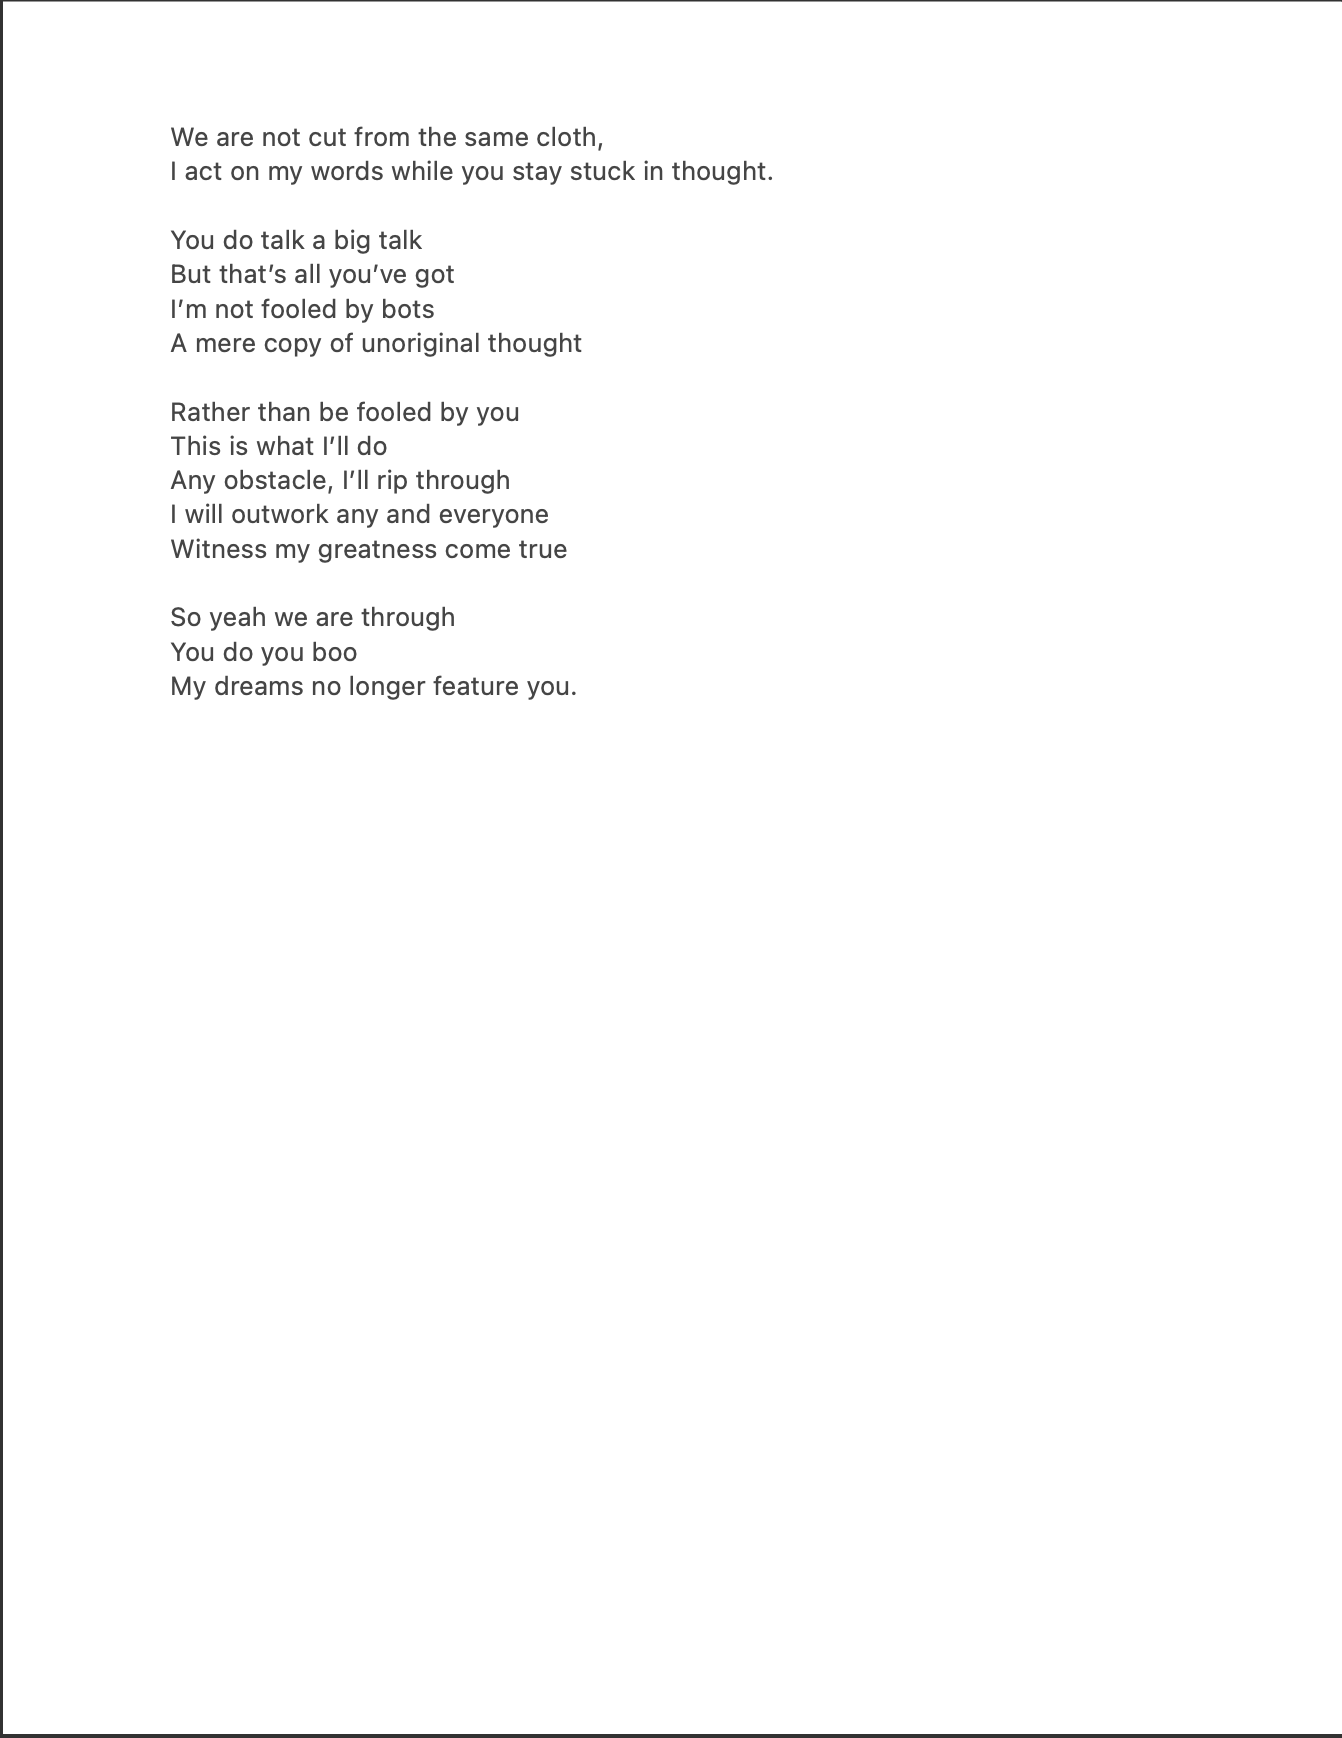 We are not cut from the same cloth,
I act on my words while you stay stuck in thought.
You do talk a big talk
But that’s all you’ve got
I’m not fooled by bots
A mere copy of unoriginal thought
Rather than be fooled by you
This is what I’ll do
Any obstacle, I’ll rip through
I will outwork any and everyone
Witness my greatness come true
So yeah we are through
You do you boo
My dreams no longer feature you.